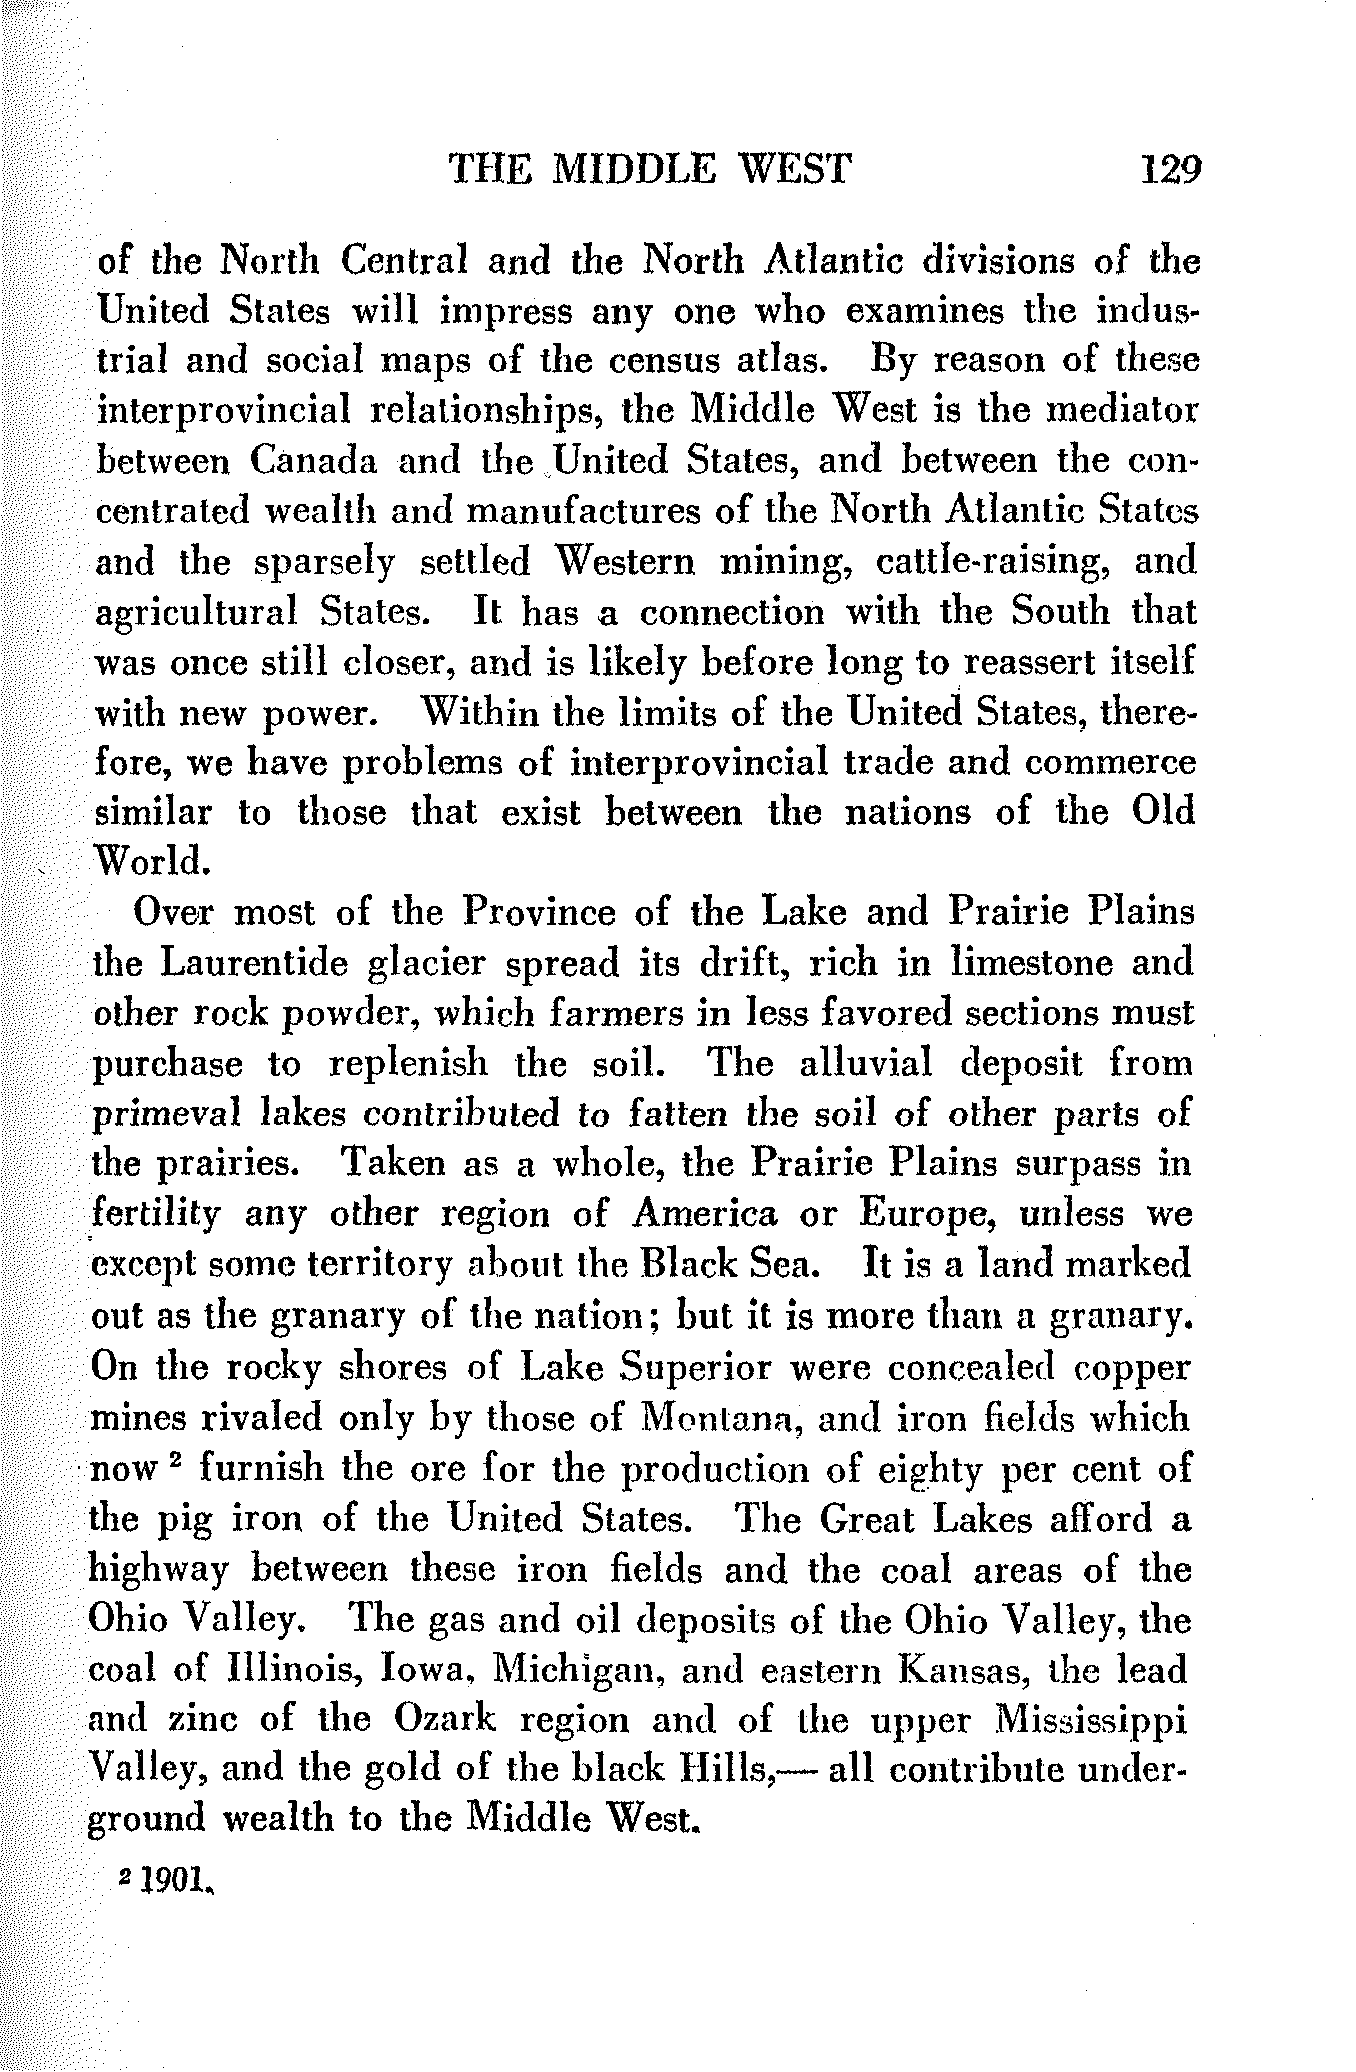 THE MIDDLE WEST 129
of the North Central and the North Atlantic divisions of the
United States will impress any one who examines the indus-
trial and social maps of the census atlas. By reason of these
interprovincial relationships, the Middle West is the mediator
between Canada and the United States, and between the con-
centrated wealth and manufactures of the North Atlantic States
and the sparsely settled Western mining, cattle-raising, and
agricultural States. It has a connection with the South that
was once still closer, and is likely before long to reassert itself
with new power. Within the limits of the United States, there-
fore, we have problems of interprovincial trade and commerce
similar to those that exist between the nations of the Old
World.
Over most of the Province of the Lake and Prairie Plains
the Laurentide glacier spread its drift, rich in limestone and
other rock powder, which farmers in less favored sections must
purchase to replenish the soil. The alluvial deposit from
primeval lakes contributed to fatten the soil of other parts of
the prairies. Taken as a whole, the Prairie Plains surpass in
fertility any other region of America or Europe, unless we
except some territory about the Black Sea. It is a land marked
out as the granary of the nation; but it is more than a granary.
On the rocky shores of Lake Superior were concealed copper
mines rivaled only by those of Montana, and iron fields which
now ² furnish the ore for the production of eighty per cent of
the pig iron of the United States. The Great Lakes afford a
highway between these iron fields and the coal areas of the
Ohio Valley. The gas and oil deposits of the Ohio Valley, the
coal of Illinois, Iowa, Michigan, and eastern Kansas, the lead
and zinc of the Ozark region and of the upper Mississippi
Valley, and the gold of the black Hills,— all contribute under-
ground wealth to the Middle West.
² 1901.